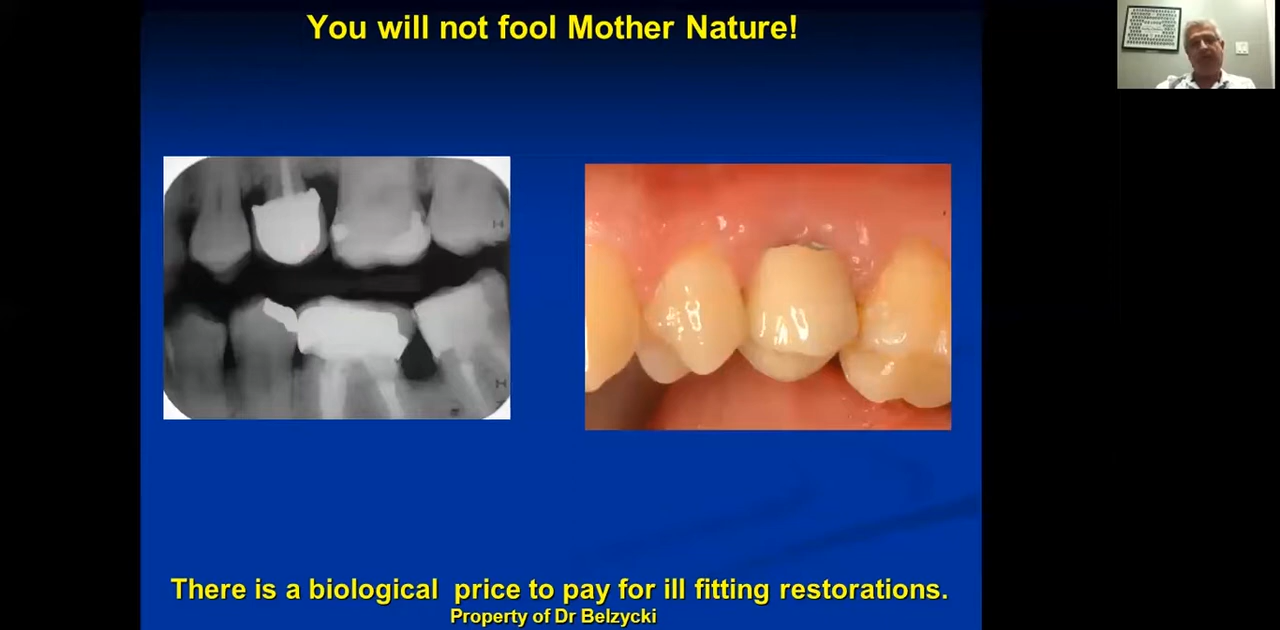 You will not fool Mother Nature!
There is a biological price to pay for ill fitting restorations.
Property of Dr Belzycki